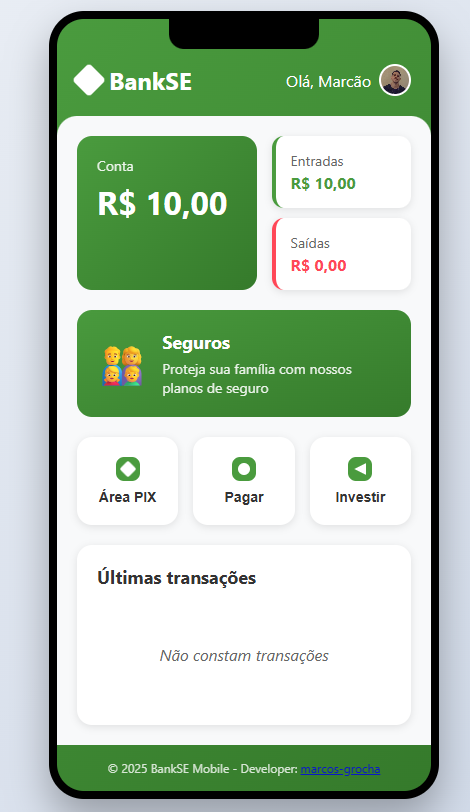 BankSE
Olá, Marcão
Conta
R$ 10,00
Entradas
R$ 10,00
Saídas
R$ 0,00
Seguros
Proteja sua família com nossos
planos de seguro
Área PIX
Pagar
Investir
Últimas transações
Não constam transações
© 2025 BankSE Mobile - Developer: marcos-grocha